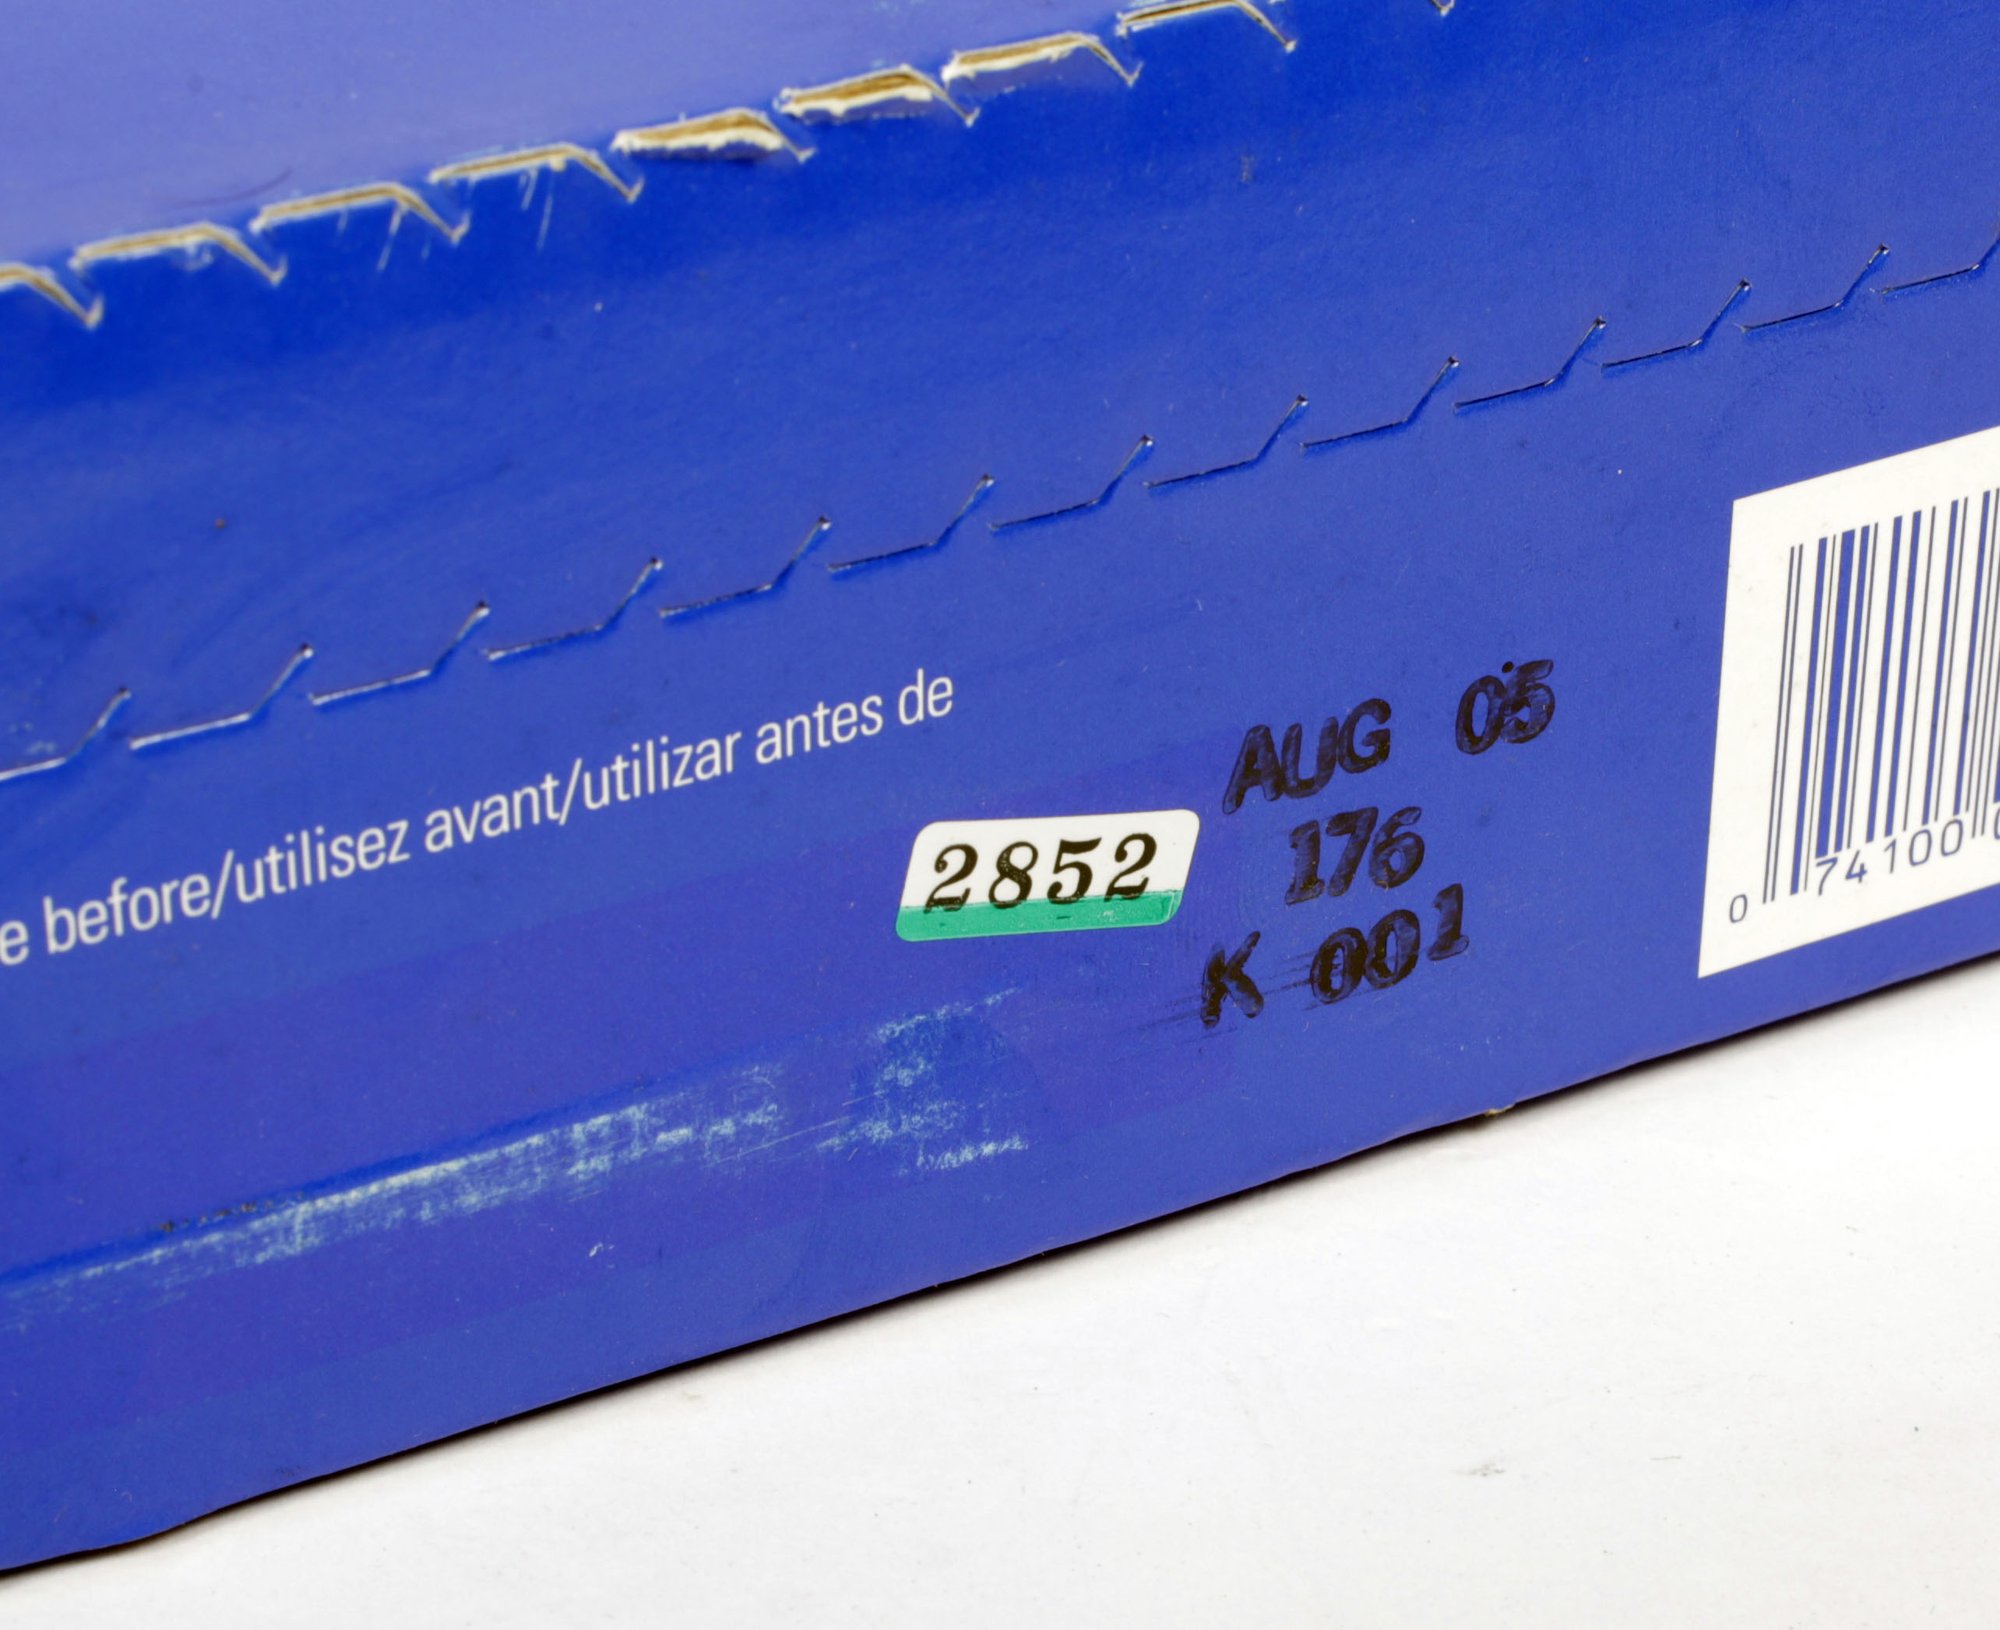 e before/utilisez avant/utilizar antes de
2852
AUG 05
176
K 001
0 74100